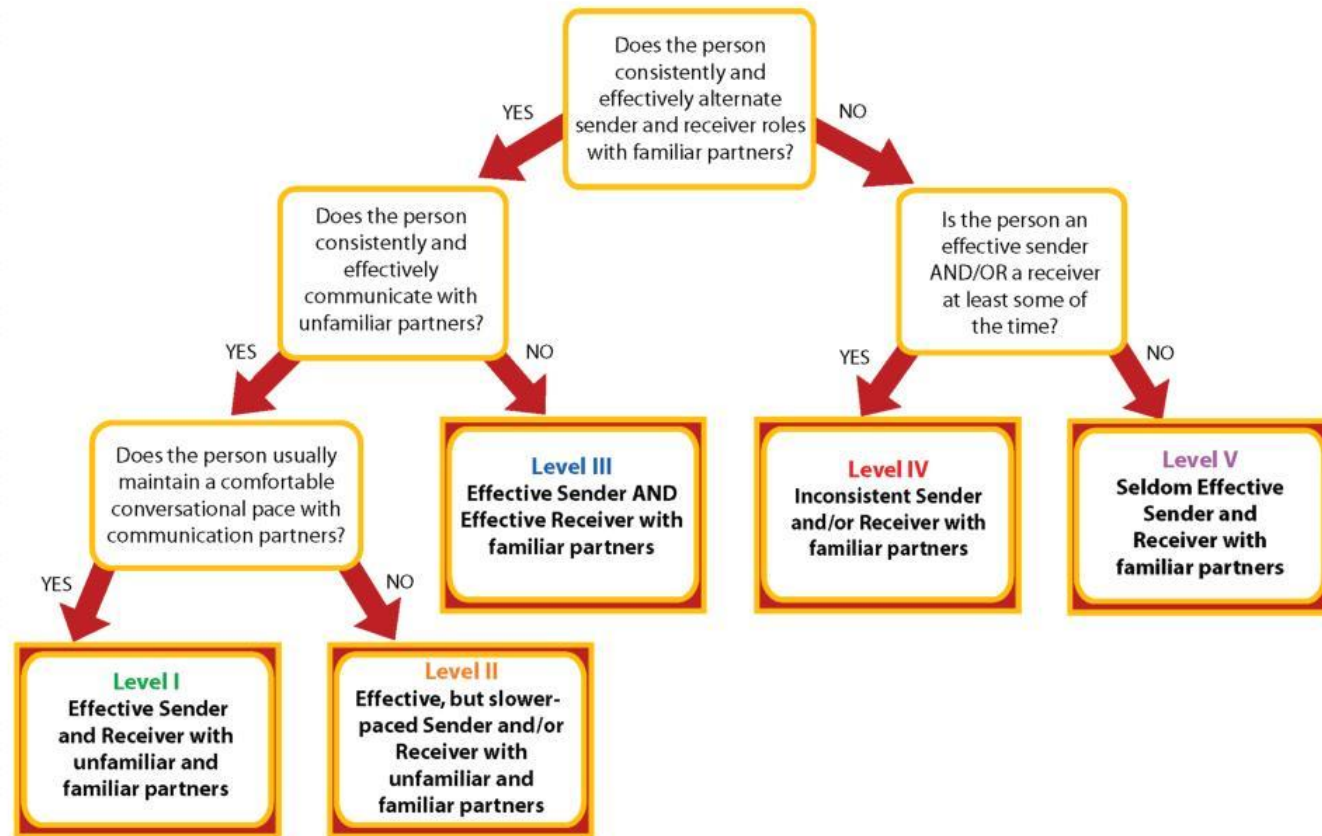 Does the person
consistently and
effectively alternate
sender and receiver roles
with familiar partners?
YES
NO
Does the person
consistently and
effectively
communicate with
unfamiliar partners?
Is the person an
effective sender
AND/OR a receiver
at least some of
the time?
YES
NO
YES
NO
Does the person usually
maintain a comfortable
conversational pace with
communication partners?
Level III
Effective Sender AND
Effective Receiver with
familiar partners
Level IV
Inconsistent Sender
and/or Receiver with
familiar partners
Level V
Seldom Effective
Sender and
Receiver with
familiar partners
YES
NO
Level I
Effective Sender
and Receiver with
unfamiliar and
familiar partners
Level II
Effective, but slower-
paced Sender and/or
Receiver with
unfamiliar and
familiar partners